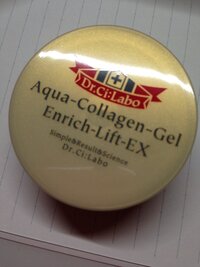 Dr.Ci:Labo
Aqua-Collagen-Gel
Enrich-Lift-EX
Simple&Result&Science
Dr.Ci:Labo